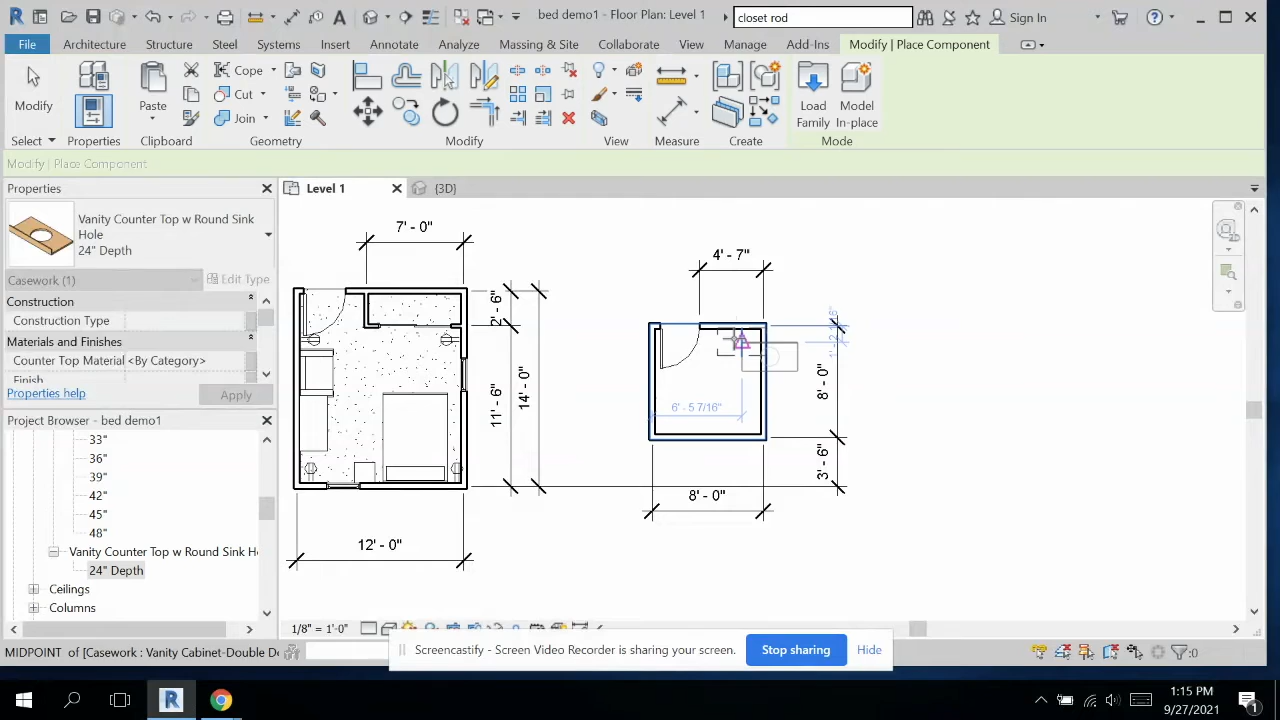 bed demo1 - Floor Plan: Level 1
closet rod
Sign In
File
Architecture
Structure
Steel
Systems
Insert
Annotate
Analyze
Massing & Site
Collaborate
View
Manage
Add-Ins
Modify | Place Component
Modify
Paste
Cope
Cut
Join
Load
Family
Model
In-place
Select
Properties
Clipboard
Geometry
Modify
View
Measure
Create
Mode
Modify | Place Component
Properties
Level 1
{3D}
Vanity Counter Top w Round Sink
Hole
24" Depth
Casework (1)
Edit Type
Construction
Construction Type
Materials and Finishes
Counter Top Material <By Category>
Finish
Properties help
Apply
Project Browser - bed demo1
33"
36"
39"
42"
45"
48"
Vanity Counter Top w Round Sink H
24" Depth
Ceilings
Columns
7' - 0"
2' - 6"
11' - 6"
14' - 0"
12' - 0"
4' - 7"
6' - 5 7/16"
8' - 0"
3' - 6"
8' - 0"
1/8" = 1'-0"
MIDPOINT of [Casework : Vanity Cabinet-Double Do
Screencastify - Screen Video Recorder is sharing your screen.
Stop sharing
Hide
:0
1:15 PM
9/27/2021
1